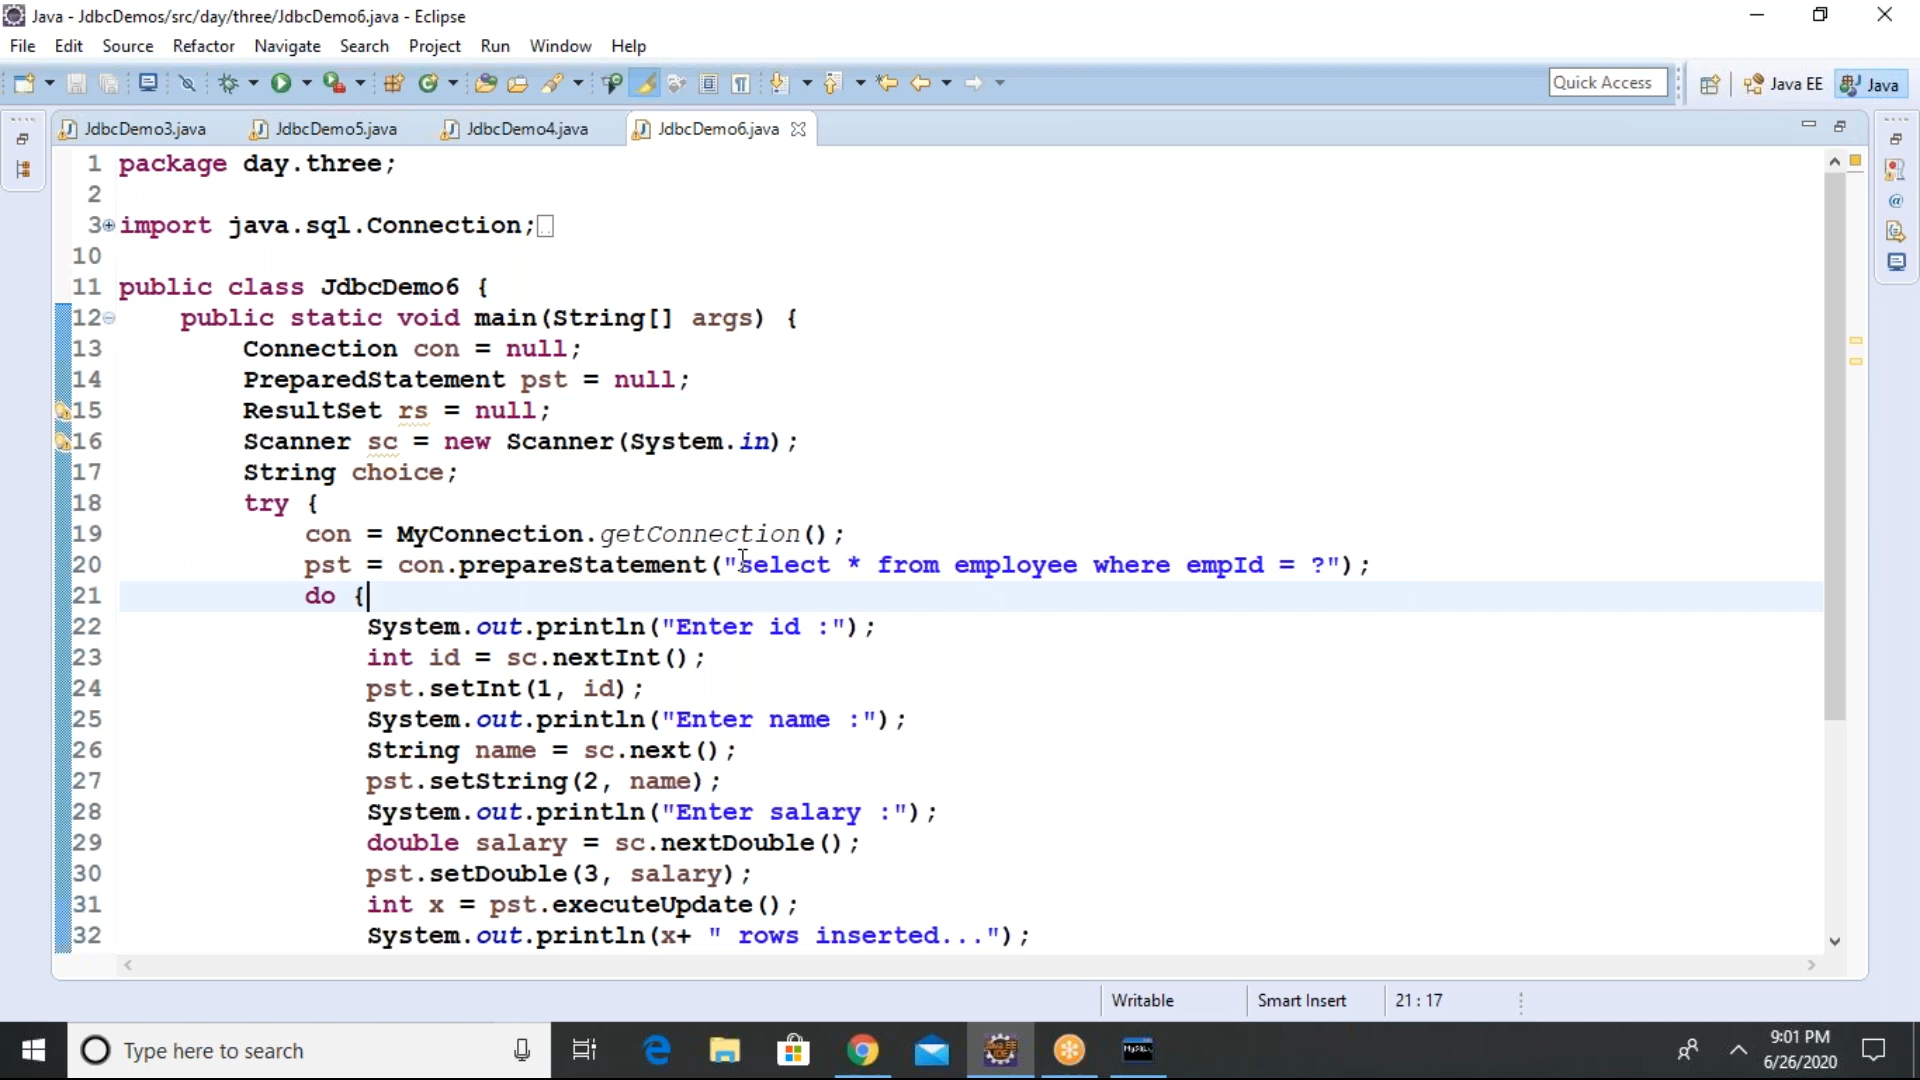 Java - JdbcDemos/src/day/three/JdbcDemo6.java - Eclipse
File Edit Source Refactor Navigate Search Project Run Window Help
Quick Access Java EE Java
JdbcDemo3.java JdbcDemo5.java JdbcDemo4.java JdbcDemo6.java
1 package day.three;
2
3 import java.sql.Connection;
10
11 public class JdbcDemo6 {
12 public static void main(String[] args) {
13 Connection con = null;
14 PreparedStatement pst = null;
15 ResultSet rs = null;
16 Scanner sc = new Scanner(System.in);
17 String choice;
18 try {
19 con = MyConnection.getConnection();
20 pst = con.prepareStatement("select * from employee where empId = ?");
21 do {
22 System.out.println("Enter id :");
23 int id = sc.nextInt();
24 pst.setInt(1, id);
25 System.out.println("Enter name :");
26 String name = sc.next();
27 pst.setString(2, name);
28 System.out.println("Enter salary :");
29 double salary = sc.nextDouble();
30 pst.setDouble(3, salary);
31 int x = pst.executeUpdate();
32 System.out.println(x+ " rows inserted...");
Writable Smart Insert 21 : 17
Type here to search
9:01 PM
6/26/2020